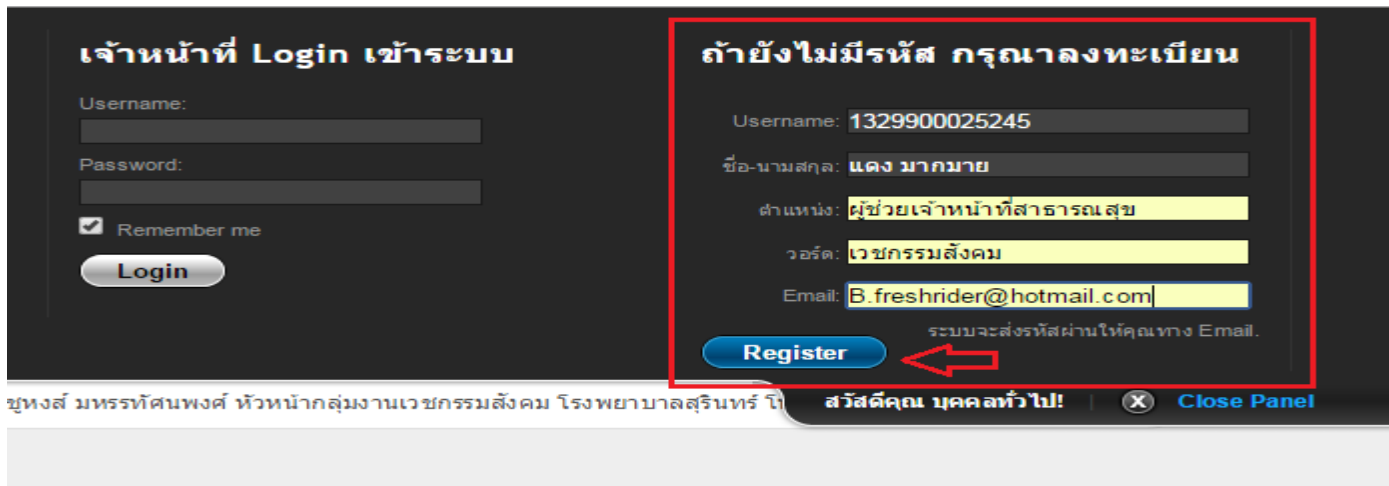 เจ้าหน้าที่ Login เข้าระบบ
Username:
Password:
Remember me
Login
ถ้ายังไม่มีรหัส กรุณาลงทะเบียน
Username: 1329900025245
ชื่อ-นามสกุล: แดง มากมาย
ตำแหน่ง: ผู้ช่วยเจ้าหน้าที่สาธารณสุข
วอร์ด: เวชกรรมสังคม
Email: B.freshrider@hotmail.com
ระบบจะส่งรหัสผ่านให้คุณทาง Email.
Register
ชูหงส์ มหรรทัศนพงศ์ หัวหน้ากลุ่มงานเวชกรรมสังคม โรงพยาบาลสุรินทร์
สวัสดีคุณ บุคคลทั่วไป! | Close Panel